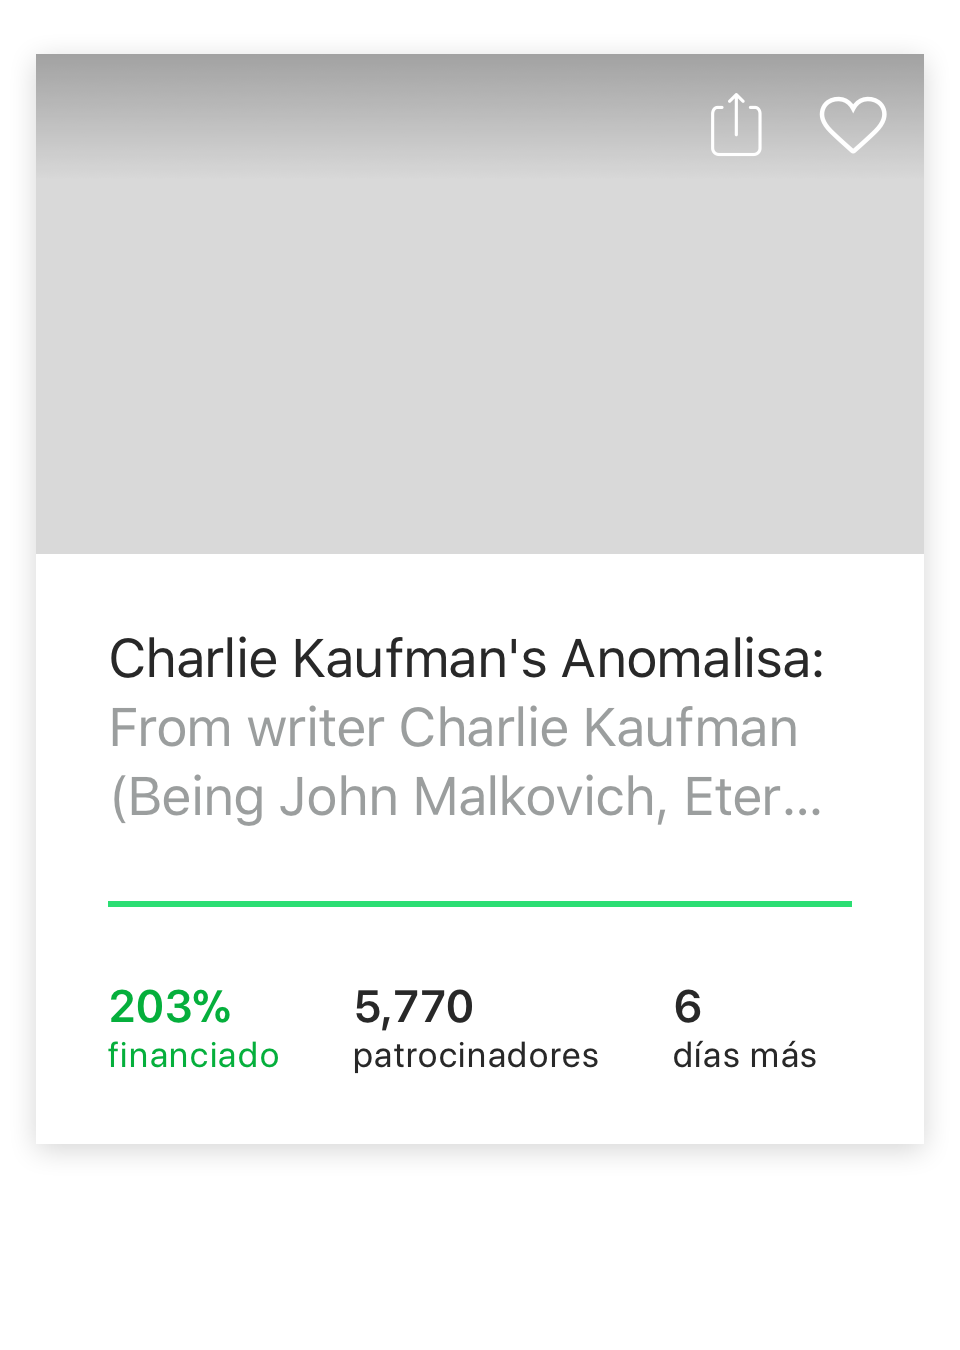 Charlie Kaufman's Anomalisa:
From writer Charlie Kaufman
(Being John Malkovich, Eter...
203% 5,770 6
financiado patrocinadores días más